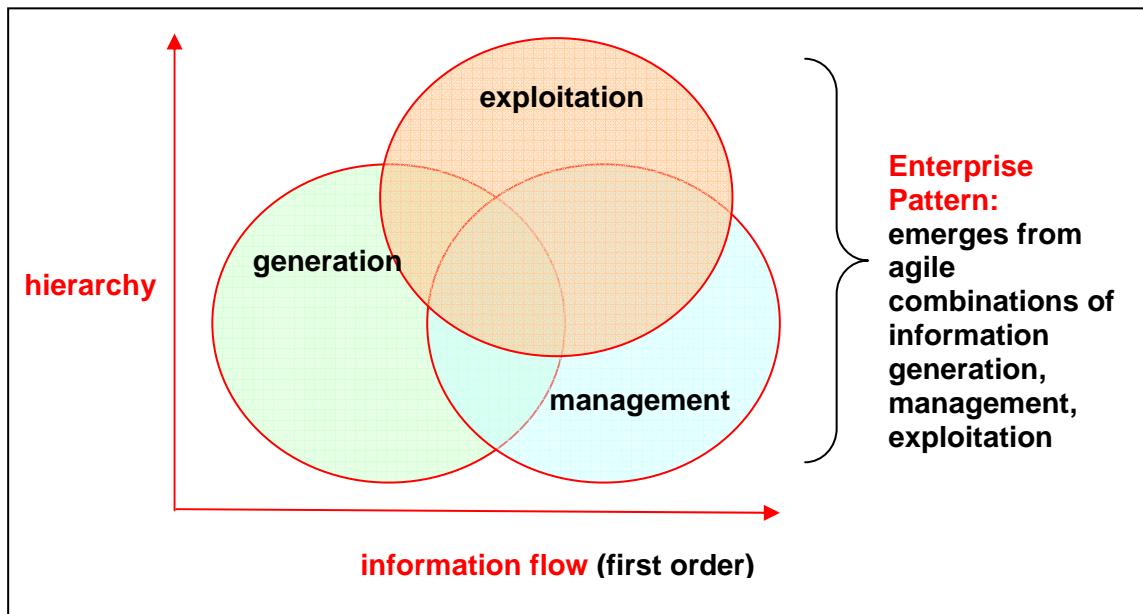 exploitation
generation
hierarchy
management
information flow (first order)
Enterprise
Pattern:
emerges from
agile
combinations of
information
generation,
management,
exploitation